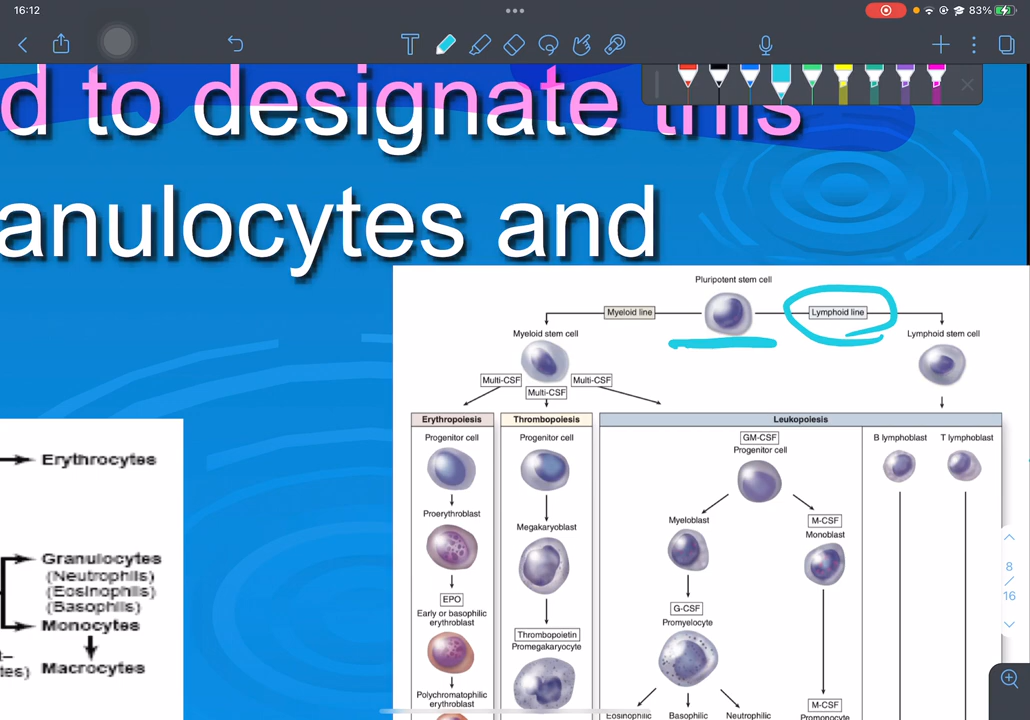 16:12
83%
T
d to designate this
anulocytes and
Pluripotent stem cell
Myeloid line
Lymphoid line
Myeloid stem cell
Lymphoid stem cell
Multi-CSF
Multi-CSF
Multi-CSF
Erythropoiesis
Thrombopoiesis
Leukopoiesis
Progenitor cell
Progenitor cell
GM-CSF
Progenitor cell
B lymphoblast
T lymphoblast
Proerythroblast
Megakaryoblast
Myeloblast
M-CSF
Monoblast
EPO
Early or basophilic
erythroblast
Thrombopoietin
Promegakaryocyte
G-CSF
Promyelocyte
Polychromatophilic
erythroblast
Eosinophilic
Basophilic
Neutrophilic
M-CSF
Promonocyte
Erythrocytes
Granulocytes
(Neutrophils)
(Eosinophils)
(Basophils)
Monocytes
Macrocytes
t–
tes)
8
/
16